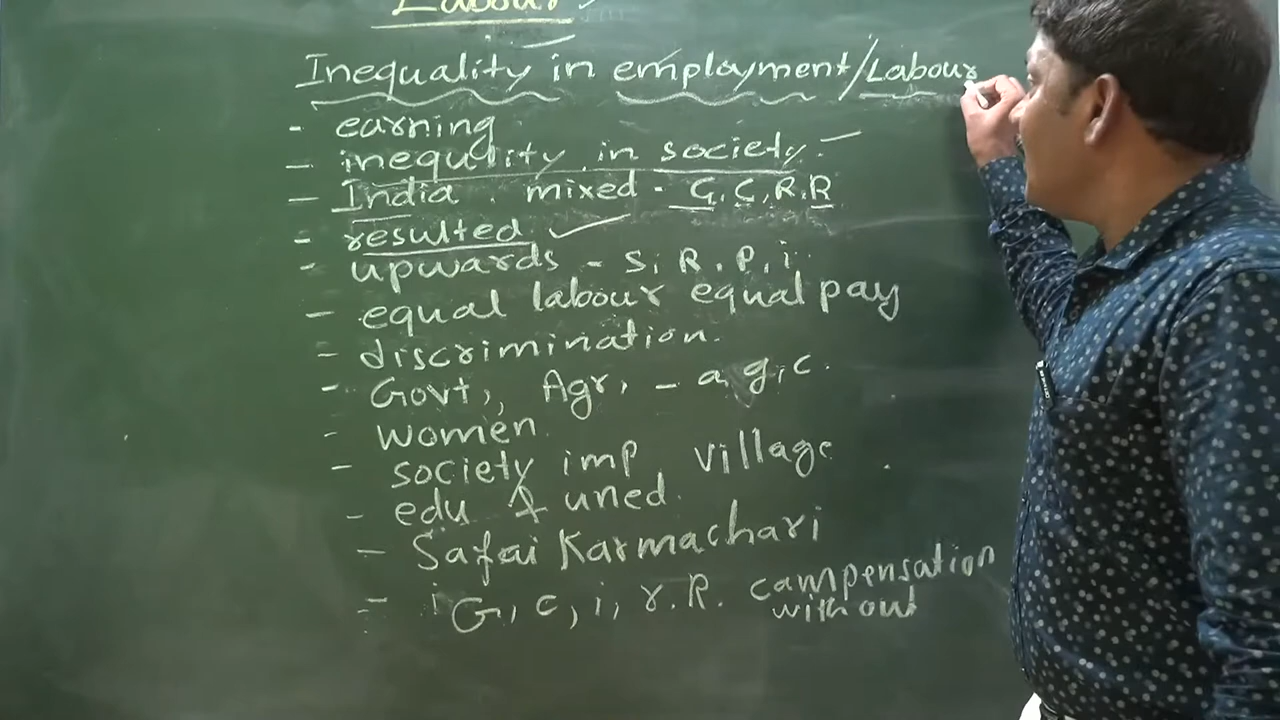 Labour
Inequality in employment/Labour
- earning
- inequality in society.
- India. mixed - G, C, R, R
- resulted
- upwards - S, R, P, i
- equal labour equal pay
- discrimination.
- Govt, Agr, - a, g, c.
- women.
- society imp, village
- edu & uned.
- Safai Karmachari
- i G, c, i, r. R. campensation
without